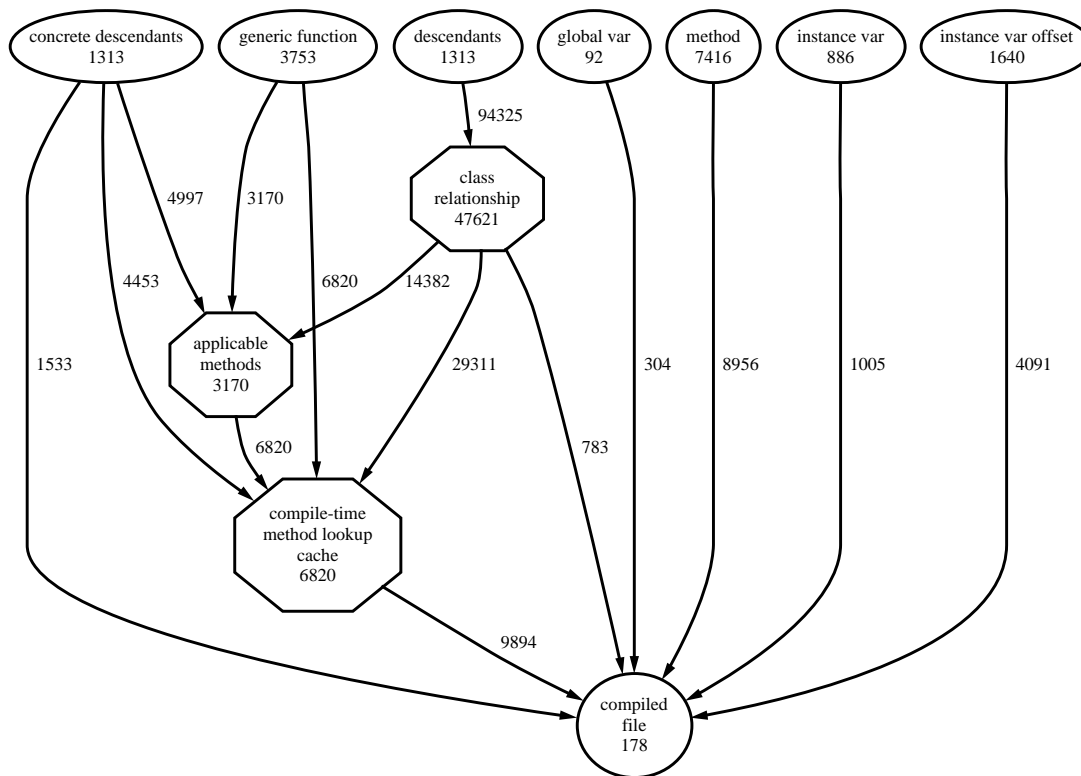 concrete descendants
1313
generic function
3753
descendants
1313
global var
92
method
7416
instance var
886
instance var offset
1640
94325
class
relationship
47621
4997
3170
4453
6820
14382
applicable
methods
3170
1533
29311
304
8956
1005
4091
6820
783
compile-time
method lookup
cache
6820
9894
compiled
file
178